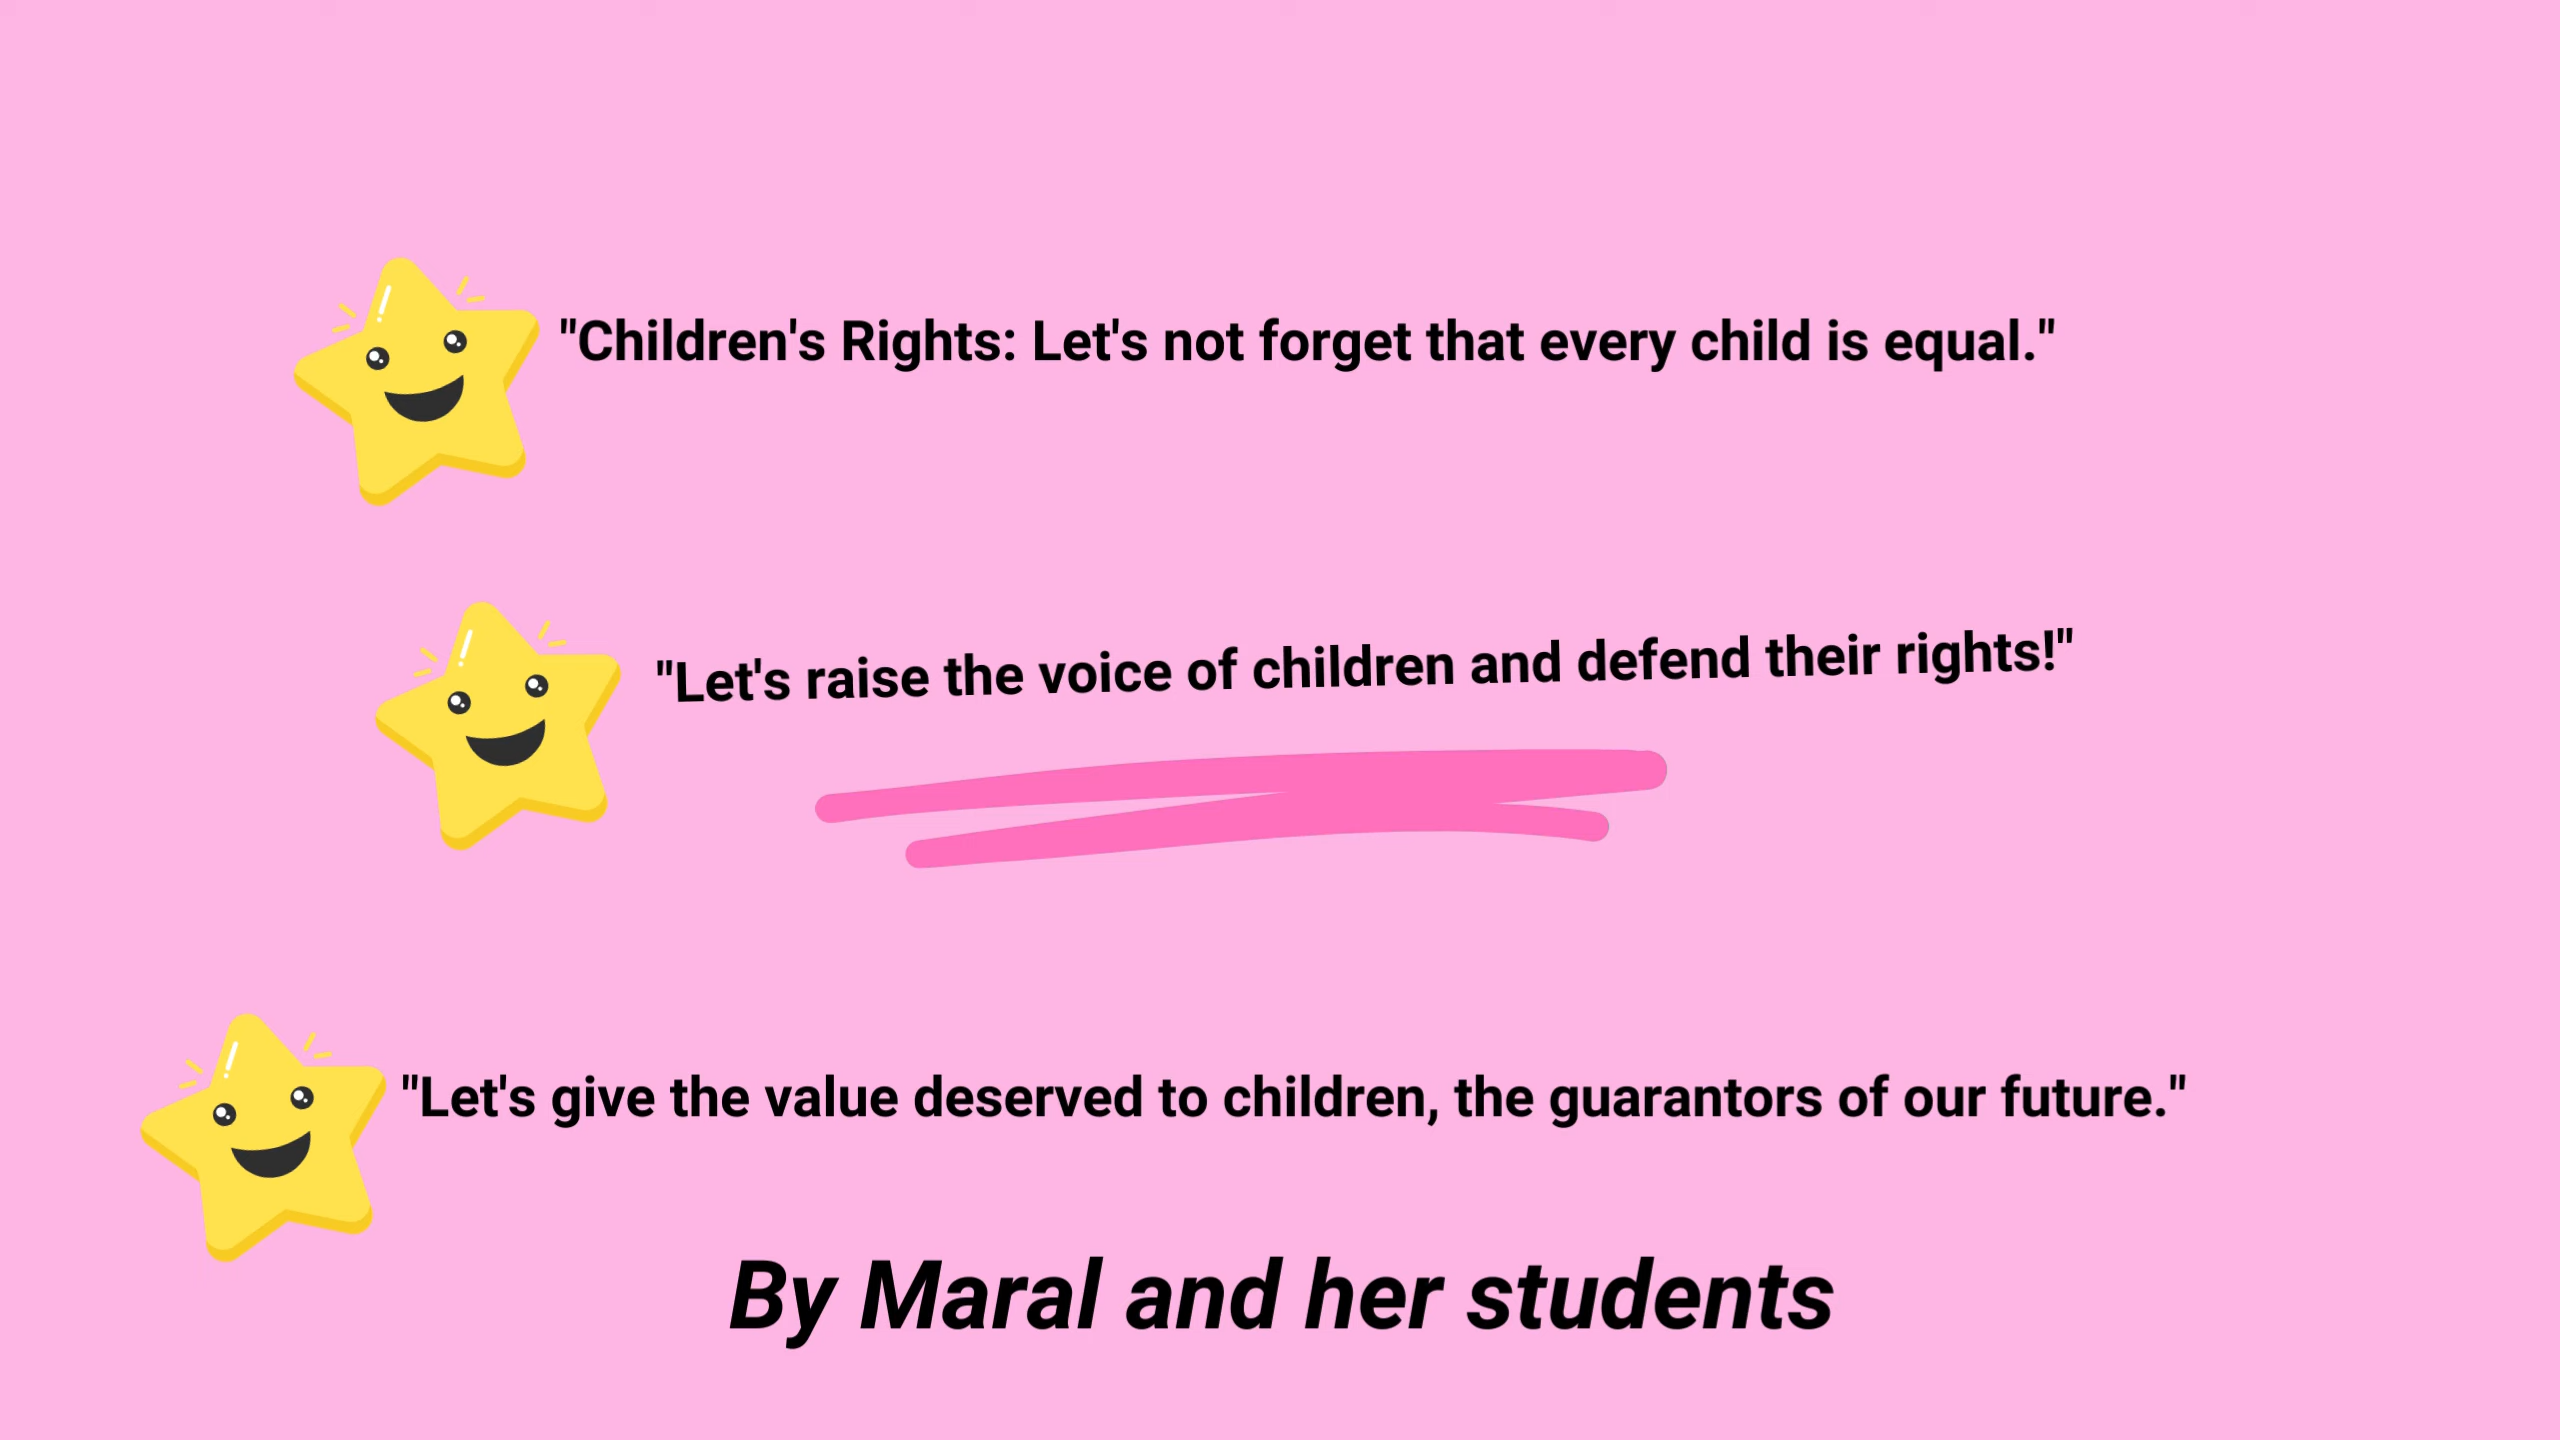 "Children's Rights: Let's not forget that every child is equal."
"Let's raise the voice of children and defend their rights!"
"Let's give the value deserved to children, the guarantors of our future."
By Maral and her students